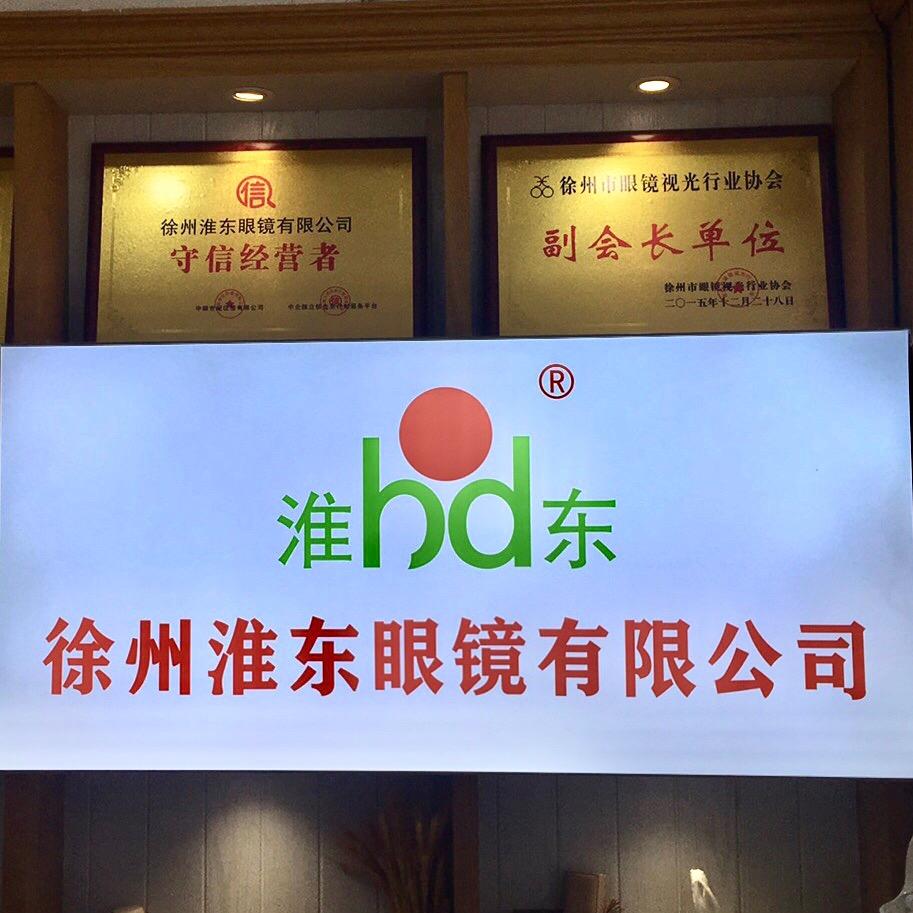 信
徐州淮东眼镜有限公司
守信经营者
徐州市眼镜视光行业协会
副会长单位
徐州市眼镜视光行业协会
二〇一五年十二月二十八日
®
淮hd东
徐州淮东眼镜有限公司